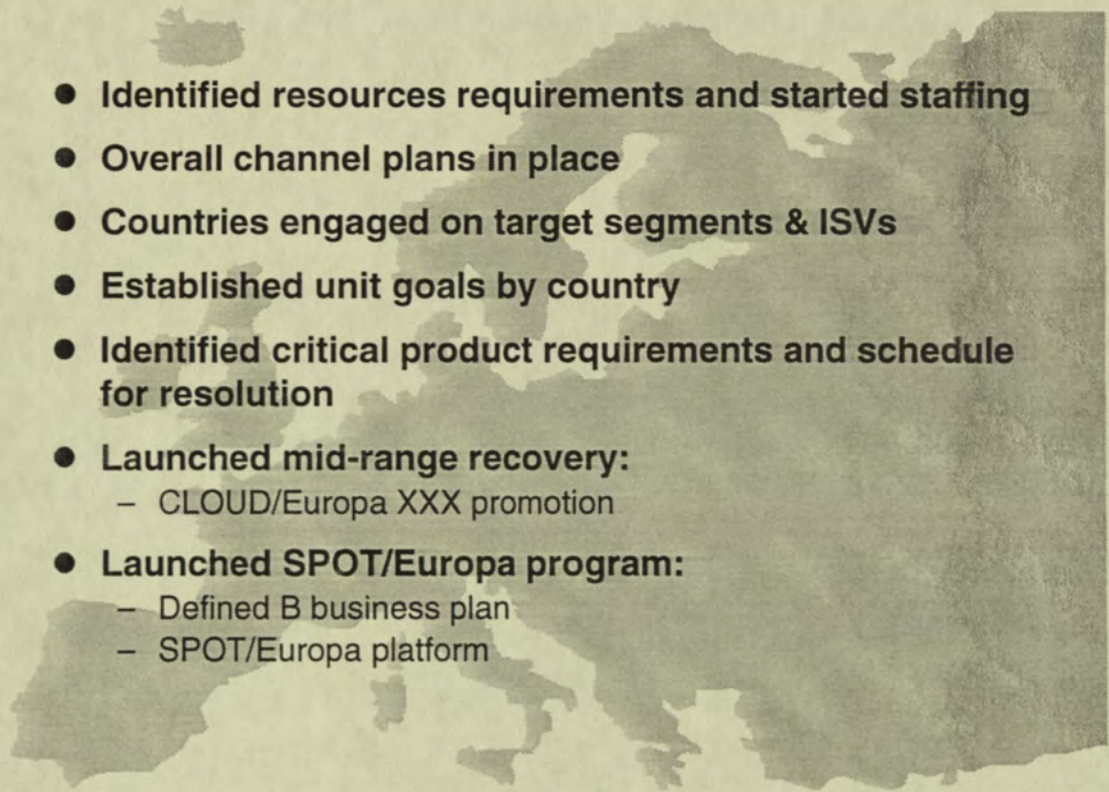 ● Identified resources requirements and started staffing
● Overall channel plans in place
● Countries engaged on target segments & ISVs
● Established unit goals by country
● Identified critical product requirements and schedule
for resolution
● Launched mid-range recovery:
– CLOUD/Europa XXX promotion
● Launched SPOT/Europa program:
– Defined B business plan
– SPOT/Europa platform